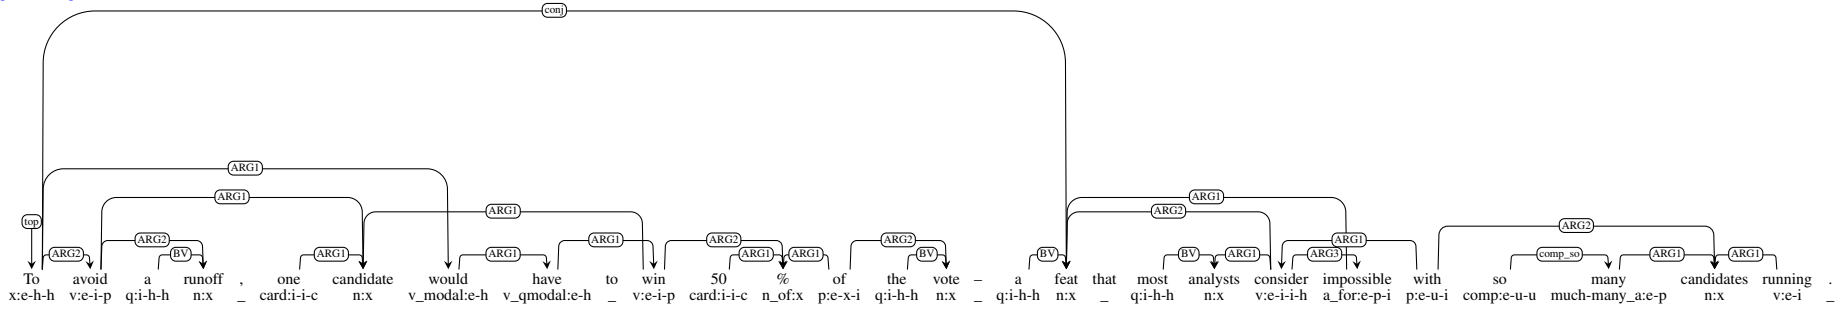 conj
ARG1
ARG1 ARG1
ARG1 ARG2
top ARG2 ARG1 ARG2 ARG1 ARG2
ARG2 BV ARG1 ARG1 ARG1 ARG1 BV BV BV ARG1 ARG3 comp_so ARG1 ARG1
To avoid a runoff , one candidate would have to win 50 % of the vote – a feat that most analysts consider impossible with so many candidates running .
x:e-h-h v:e-i-p q:i-h-h n:x _ card:i-i-c n:x v_modal:e-h v_qmodal:e-h _ v:e-i-p card:i-i-c n_of:x p:e-x-i q:i-h-h n:x _ q:i-h-h n:x _ q:i-h-h n:x v:e-i-i-h a_for:e-p-i p:e-u-i comp:e-u-u much-many_a:e-p n:x v:e-i _